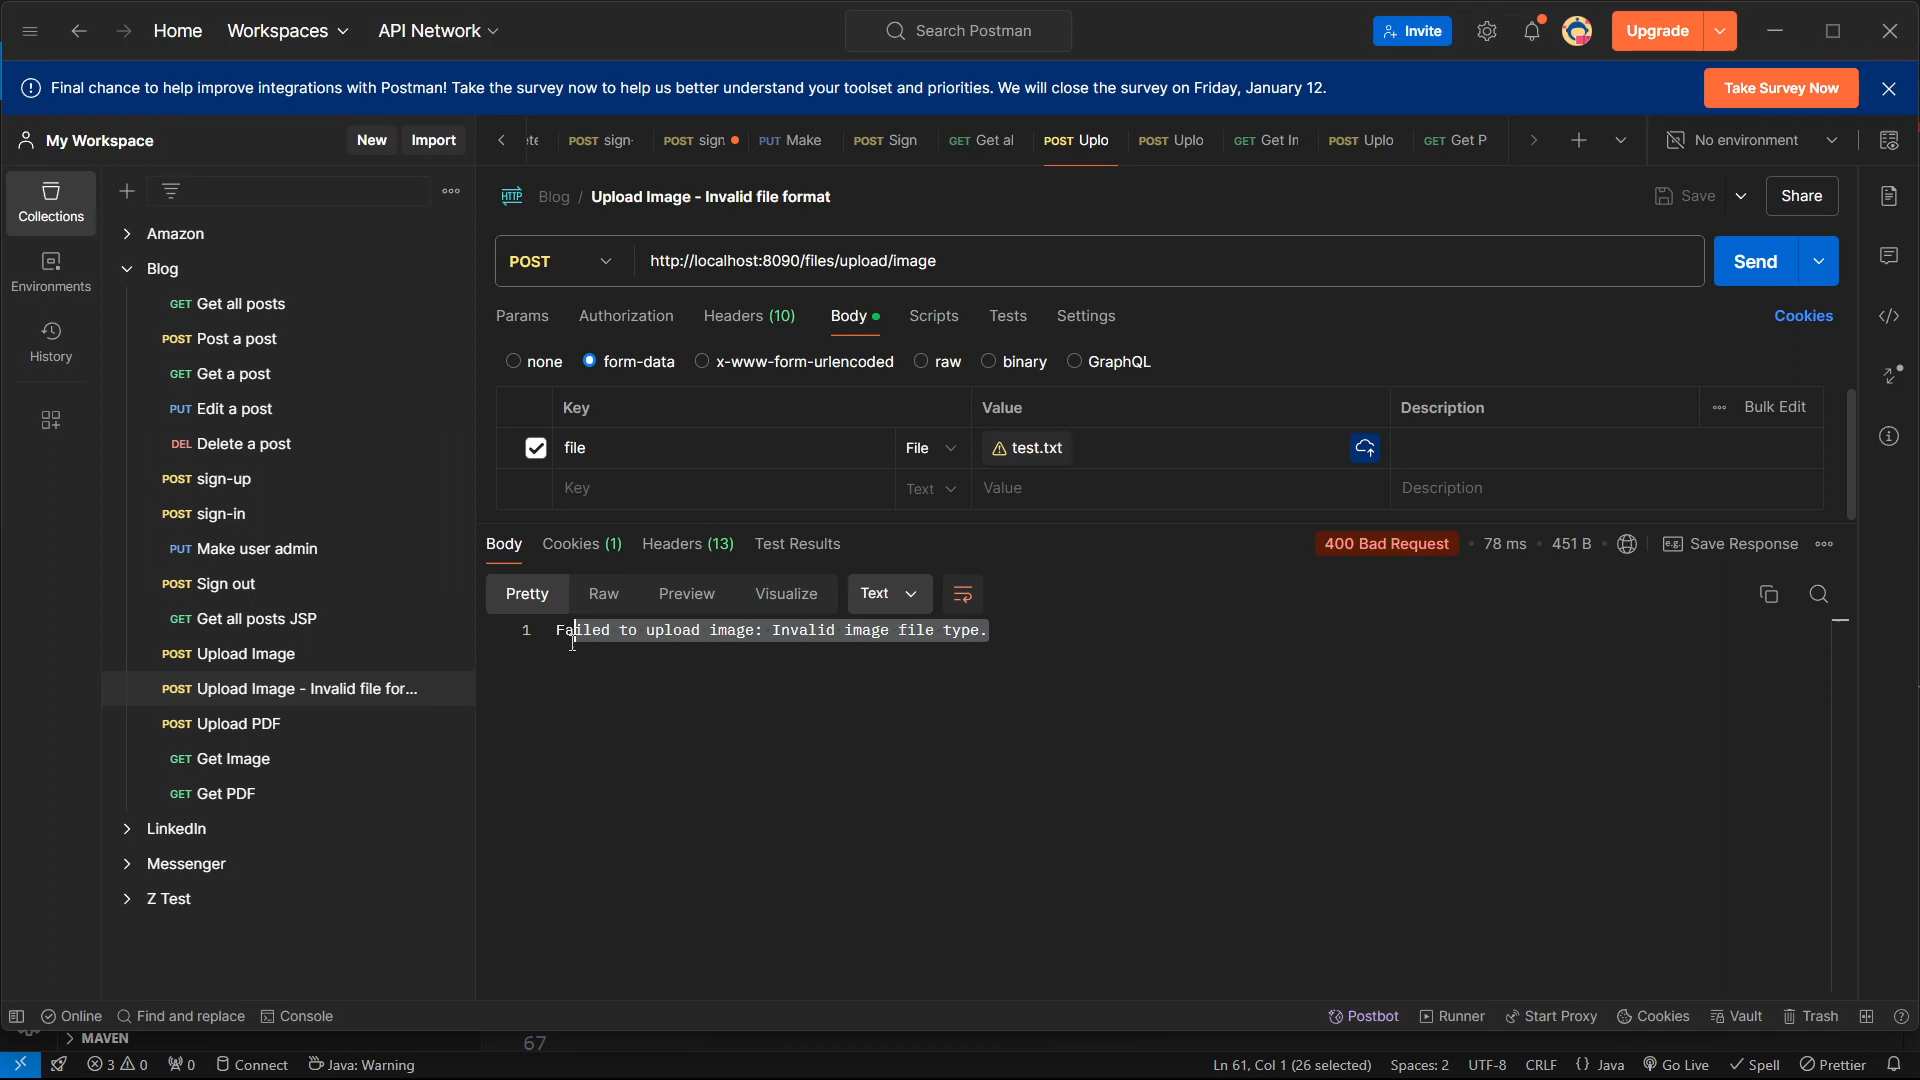 Home
Workspaces
API Network
Search Postman
Invite
Upgrade
Final chance to help improve integrations with Postman! Take the survey now to help us better understand your toolset and priorities. We will close the survey on Friday, January 12.
Take Survey Now
My Workspace
New
Import
POST sign-
POST sign
PUT Make
POST Sign
GET Get al
POST Uplo
POST Uplo
GET Get In
POST Uplo
GET Get P
No environment
Collections
Environments
History
Amazon
Blog
GET Get all posts
POST Post a post
GET Get a post
PUT Edit a post
DEL Delete a post
POST sign-up
POST sign-in
PUT Make user admin
POST Sign out
GET Get all posts JSP
POST Upload Image
POST Upload Image - Invalid file for...
POST Upload PDF
GET Get Image
GET Get PDF
LinkedIn
Messenger
Z Test
HTTP Blog / Upload Image - Invalid file format
Save
Share
POST http://localhost:8090/files/upload/image
Send
Params Authorization Headers (10) Body Scripts Tests Settings
Cookies
none form-data x-www-form-urlencoded raw binary GraphQL
Key Value Description Bulk Edit
file File test.txt
Key Text Value Description
Body Cookies (1) Headers (13) Test Results
400 Bad Request 78 ms 451 B
e.g. Save Response
Pretty Raw Preview Visualize Text
1 Failed to upload image: Invalid image file type.
Online Find and replace Console
Postbot Runner Start Proxy Cookies Vault Trash
MAVEN
67
3 0 0 Connect Java: Warning
Ln 61, Col 1 (26 selected) Spaces: 2 UTF-8 CRLF {} Java Go Live Spell Prettier